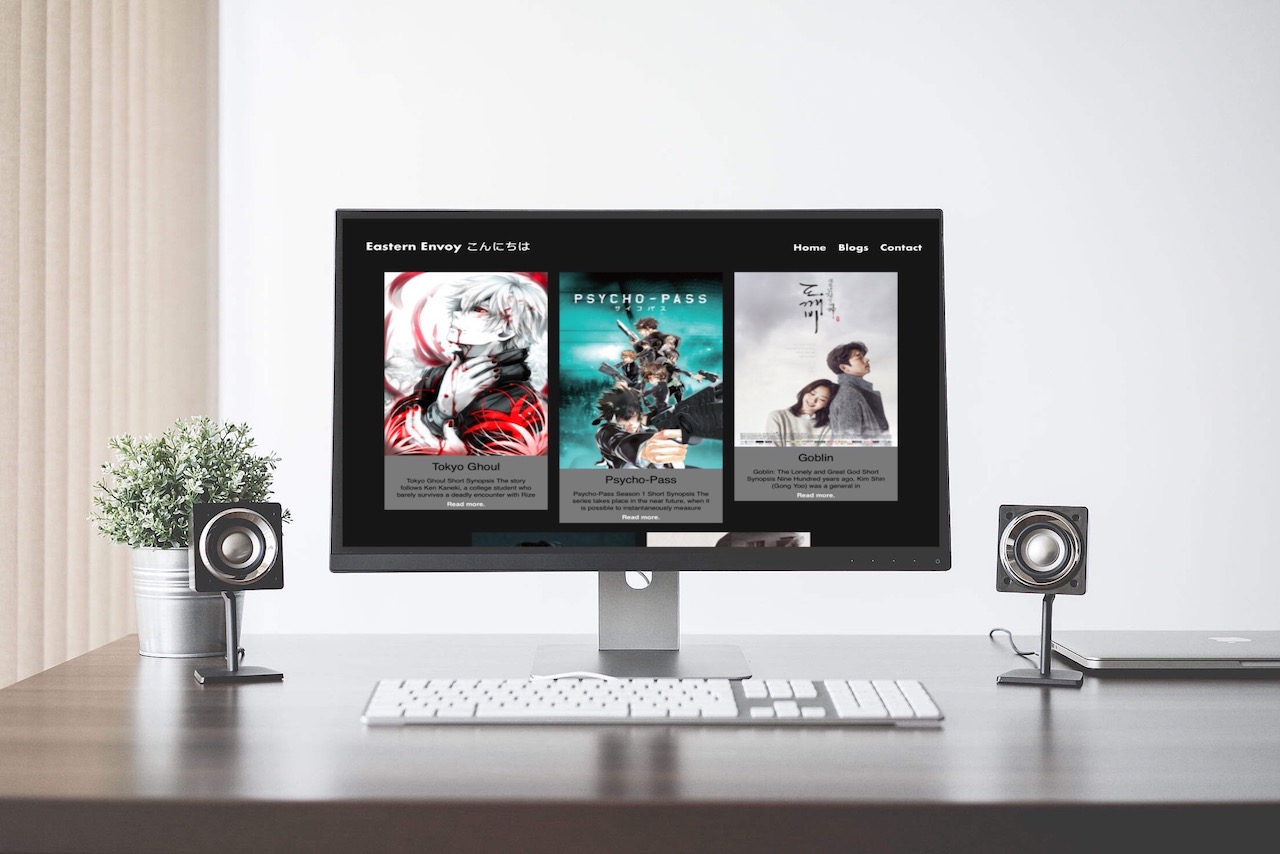 Eastern Envoy こんにちは
Home Blogs Contact
PSYCHO-PASS
サイコパス
도깨비
Tokyo Ghoul
Tokyo Ghoul Short Synopsis The story
follows Ken Kaneki, a college student who
barely survives a deadly encounter with Rize
Read more.
Psycho-Pass
Psycho-Pass Season 1 Short Synopsis The
series takes place in the near future, when it
is possible to instantaneously measure
Read more.
Goblin
Goblin: The Lonely and Great God Short
Synopsis Nine Hundred years ago, Kim Shin
(Gong Yoo) was a general in
Read more.